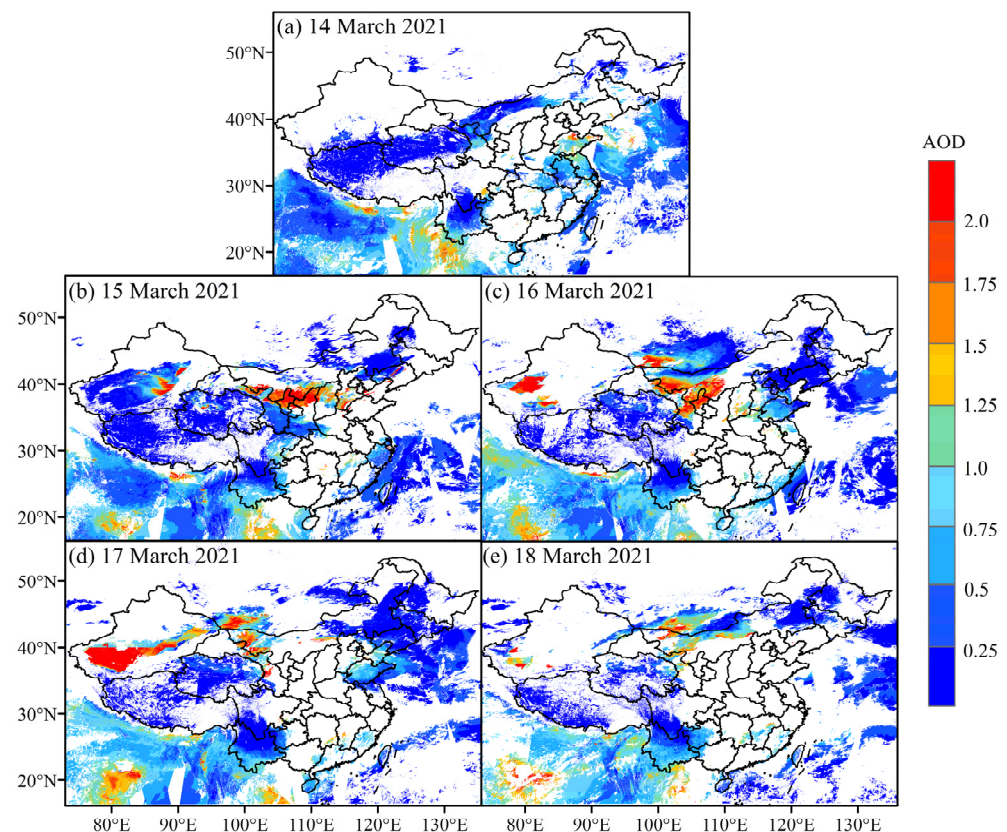 (a) 14 March 2021
50°N
40°N
30°N
20°N
AOD
2.0
1.75
1.5
1.25
1.0
0.75
0.5
0.25
(b) 15 March 2021
(c) 16 March 2021
50°N
40°N
30°N
20°N
(d) 17 March 2021
(e) 18 March 2021
50°N
40°N
30°N
20°N
80°E 90°E 100°E 110°E 120°E 130°E 80°E 90°E 100°E 110°E 120°E 130°E